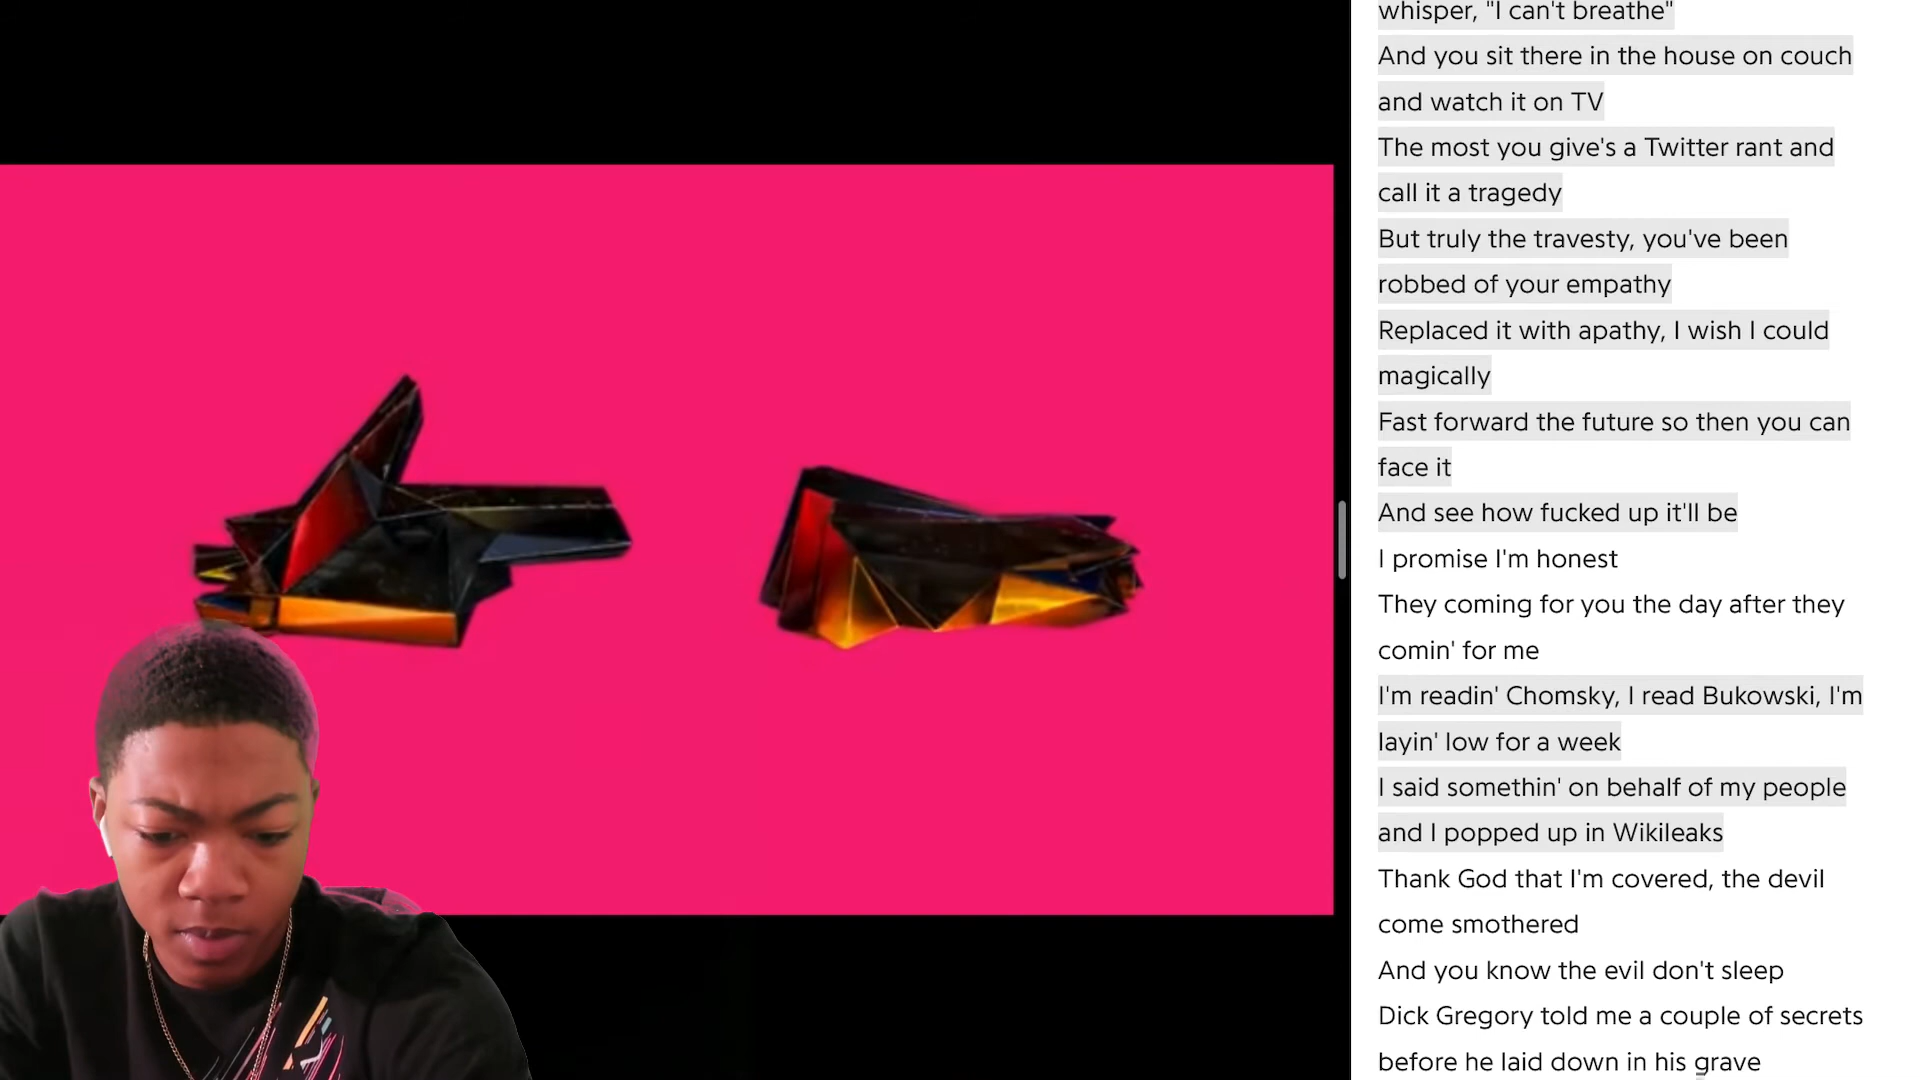 whisper, "I can't breathe"
And you sit there in the house on couch
and watch it on TV
The most you give's a Twitter rant and
call it a tragedy
But truly the travesty, you've been
robbed of your empathy
Replaced it with apathy, I wish I could
magically
Fast forward the future so then you can
face it
And see how fucked up it'll be
I promise I'm honest
They coming for you the day after they
comin' for me
I'm readin' Chomsky, I read Bukowski, I'm
layin' low for a week
I said somethin' on behalf of my people
and I popped up in Wikileaks
Thank God that I'm covered, the devil
come smothered
And you know the evil don't sleep
Dick Gregory told me a couple of secrets
before he laid down in his grave